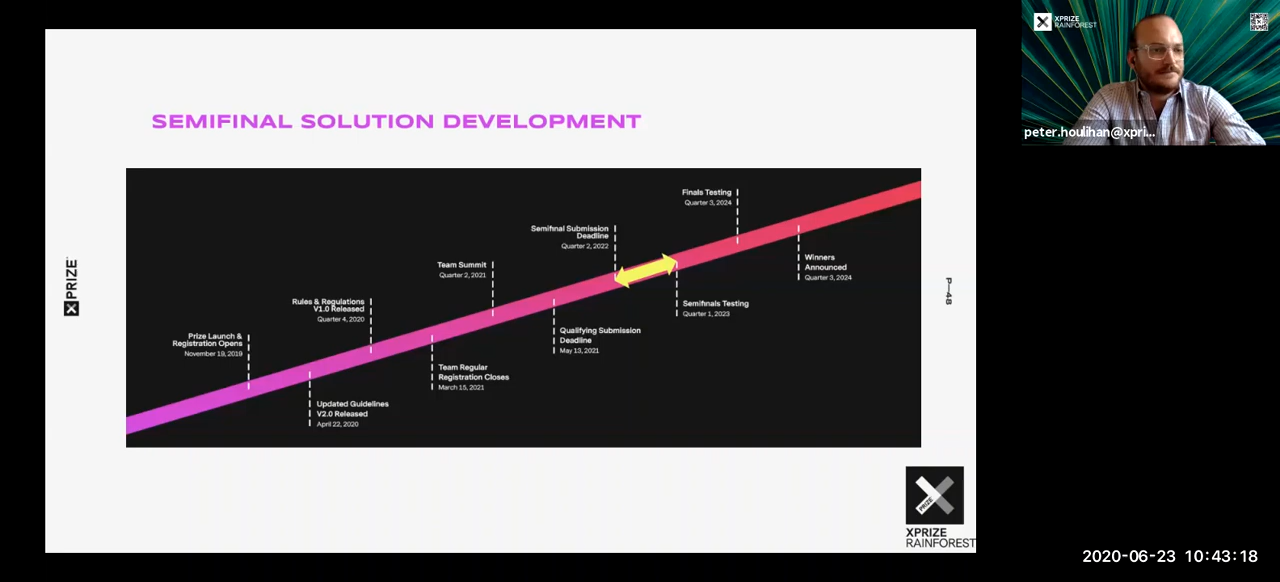 SEMIFINAL SOLUTION DEVELOPMENT
Finals Testing
Quarter 3, 2024
Semifinal Submission
Deadline
Quarter 2, 2022
Team Summit
Quarter 2, 2021
Winners
Announced
Quarter 3, 2024
Rules & Regulations
V1.0 Released
Quarter 4, 2020
Semifinals Testing
Quarter 1, 2023
Prize Launch &
Registration Opens
November 19, 2019
Qualifying Submission
Deadline
May 13, 2021
Team Regular
Registration Closes
March 15, 2021
Updated Guidelines
V2.0 Released
April 22, 2020
XPRIZE
P—48
PRIZE
XPRIZE
RAINFOREST
XPRIZE
RAINFOREST
peter.houlihan@xpri...
2020-06-23 10:43:18